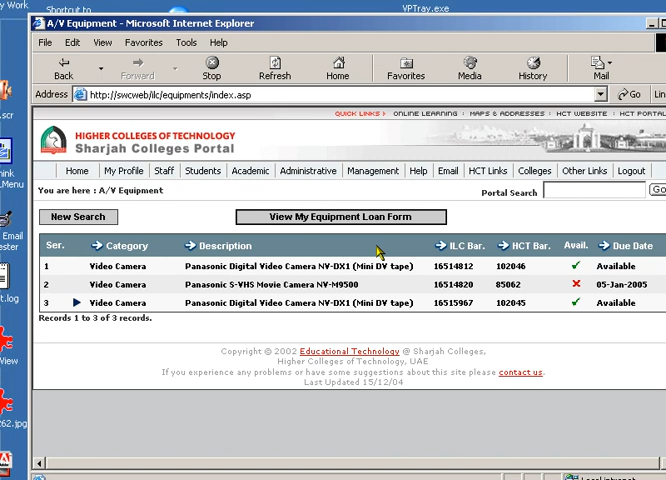 Shortcut to
VPTray.exe
A/V Equipment - Microsoft Internet Explorer
File Edit View Favorites Tools Help
Back Forward Stop Refresh Home Favorites Media History Mail
Address http://swcweb/ilc/equipments/index.asp Go
QUICK LINKS ONLINE LEARNING : MAPS & ADDRESSES : HCT WEBSITE : HCT PORTAL
HIGHER COLLEGES OF TECHNOLOGY
Sharjah Colleges Portal
Home My Profile Staff Students Academic Administrative Management Help Email HCT Links Colleges Other Links Logout
You are here : A/V Equipment
Portal Search
New Search
View My Equipment Loan Form
Ser. Category Description ILC Bar. HCT Bar. Avail. Due Date
1 Video Camera Panasonic Digital Video Camera NV-DX1 (Mini DV tape) 16514812 102046 Available
2 Video Camera Panasonic S-VHS Movie Camera NV-M9500 16514820 85062 05-Jan-2005
3 Video Camera Panasonic Digital Video Camera NV-DX1 (Mini DV tape) 16515967 102045 Available
Records 1 to 3 of 3 records.
Copyright © 2002 Educational Technology @ Sharjah Colleges,
Higher Colleges of Technology, UAE
If you experience any problems or have some suggestions about this site please contact us.
Last Updated 15/12/04
.scr
Menu
Email
t.log
View
262.jpg